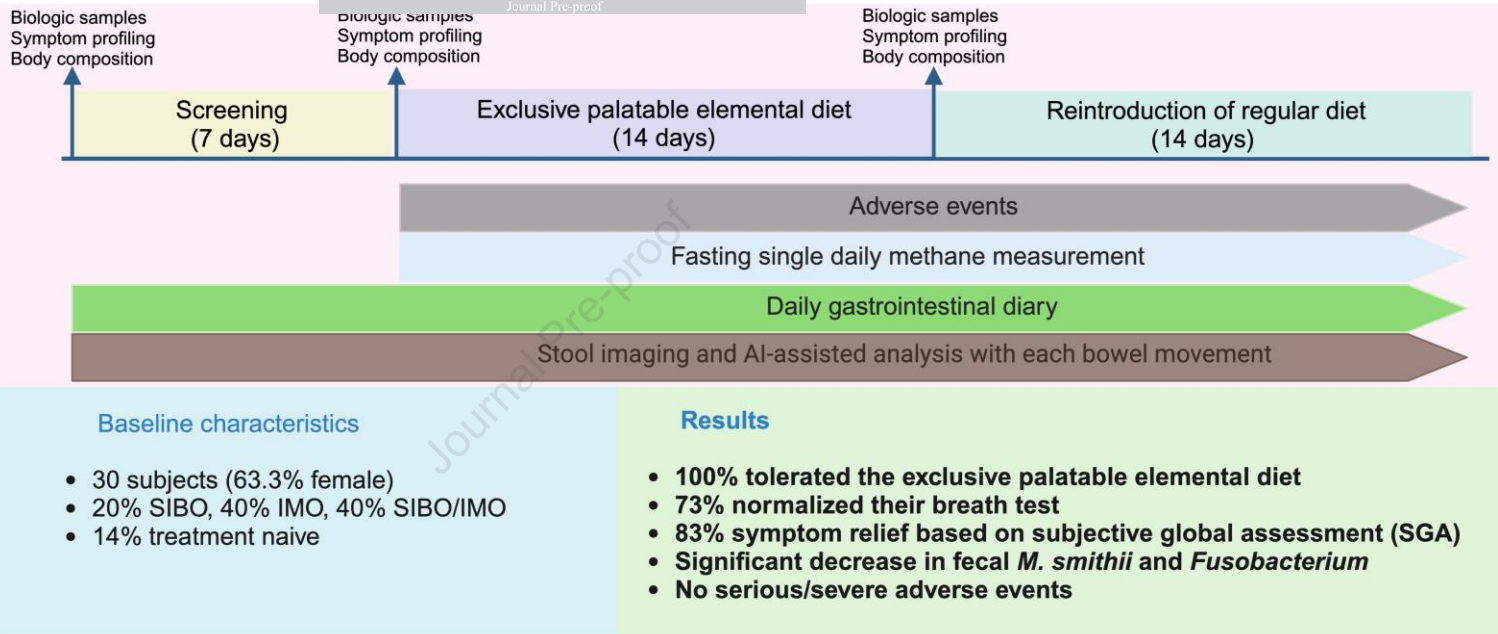 Journal Pre-proof
Biologic samples
Symptom profiling
Body composition
Biologic samples
Symptom profiling
Body composition
Biologic samples
Symptom profiling
Body composition
Screening
(7 days)
Exclusive palatable elemental diet
(14 days)
Reintroduction of regular diet
(14 days)
Adverse events
Fasting single daily methane measurement
Daily gastrointestinal diary
Stool imaging and AI-assisted analysis with each bowel movement
Journal Pre-proof
Baseline characteristics
• 30 subjects (63.3% female)
• 20% SIBO, 40% IMO, 40% SIBO/IMO
• 14% treatment naive
Results
• 100% tolerated the exclusive palatable elemental diet
• 73% normalized their breath test
• 83% symptom relief based on subjective global assessment (SGA)
• Significant decrease in fecal M. smithii and Fusobacterium
• No serious/severe adverse events